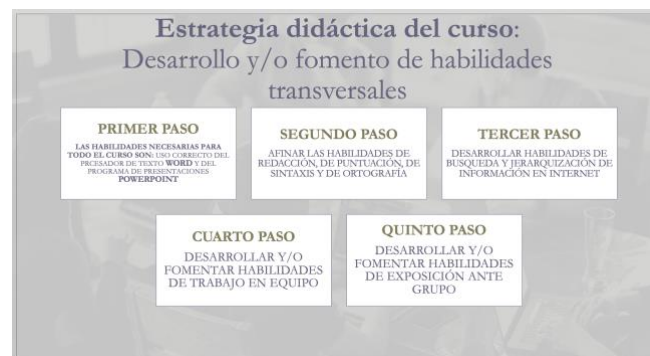 Estrategia didáctica del curso:
Desarrollo y/o fomento de habilidades
transversales
PRIMER PASO
LAS HABILIDADES NECESARIAS PARA
TODO EL CURSO SON: USO CORRECTO DEL
PRCESADOR DE TEXTO WORD Y DEL
PROGRAMA DE PRESENTACIONES
POWERPOINT
SEGUNDO PASO
AFINAR LAS HABILIDADES DE
REDACCIÓN, DE PUNTUACIÓN, DE
SINTAXIS Y DE ORTOGRAFÍA
TERCER PASO
DESARROLLAR HABILIDADES DE
BUSQUEDA Y JERARQUIZACIÓN DE
INFORMACIÓN EN INTERNET
CUARTO PASO
DESARROLLAR Y/O
FOMENTAR HABILIDADES
DE TRABAJO EN EQUIPO
QUINTO PASO
DESARROLLAR Y/O
FOMENTAR HABILIDADES
DE EXPOSICIÓN ANTE
GRUPO